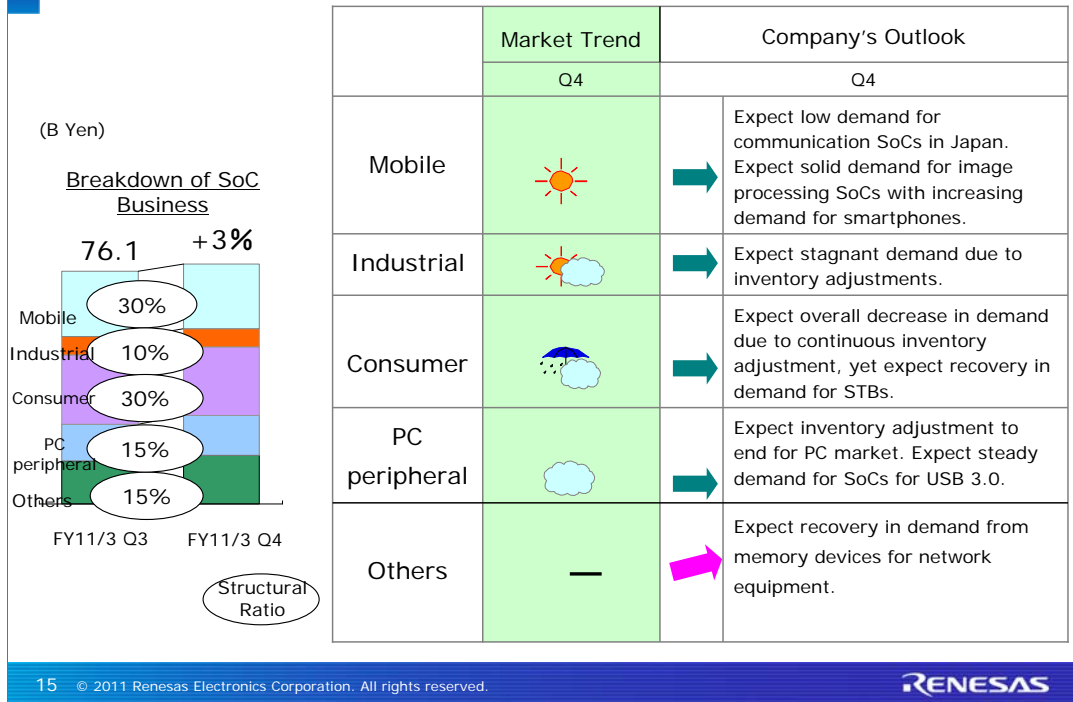 (B Yen)
Breakdown of SoC
Business
76.1
+3%
30%
Mobile
Industrial
10%
Consumer
30%
PC
peripheral
15%
Others
15%
FY11/3 Q3
FY11/3 Q4
Structural
Ratio
Market Trend
Company's Outlook
Q4
Q4
Mobile
Expect low demand for
communication SoCs in Japan.
Expect solid demand for image
processing SoCs with increasing
demand for smartphones.
Industrial
Expect stagnant demand due to
inventory adjustments.
Consumer
Expect overall decrease in demand
due to continuous inventory
adjustment, yet expect recovery in
demand for STBs.
PC
peripheral
Expect inventory adjustment to
end for PC market. Expect steady
demand for SoCs for USB 3.0.
Others
—
Expect recovery in demand from
memory devices for network
equipment.
15 © 2011 Renesas Electronics Corporation. All rights reserved.
RENESAS